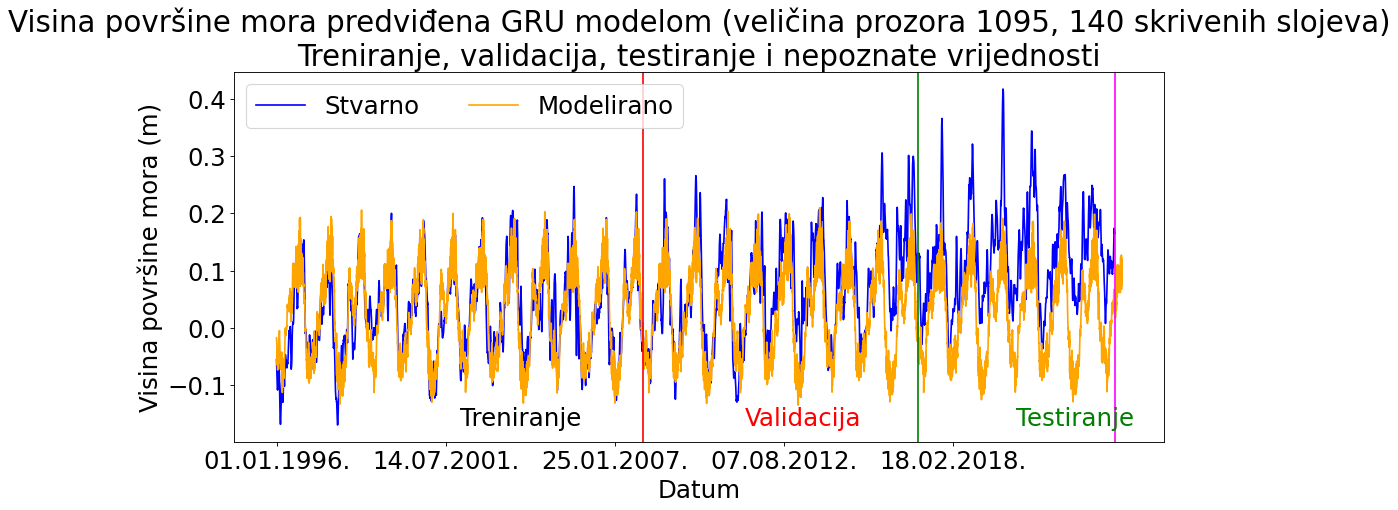 Visina površine mora predviđena GRU modelom (veličina prozora 1095, 140 skrivenih slojeva)
Treniranje, validacija, testiranje i nepoznate vrijednosti
Stvarno
Modelirano
Visina površine mora (m)
0.4
0.3
0.2
0.1
0.0
−0.1
Treniranje
Validacija
Testiranje
01.01.1996.
14.07.2001.
25.01.2007.
07.08.2012.
18.02.2018.
Datum